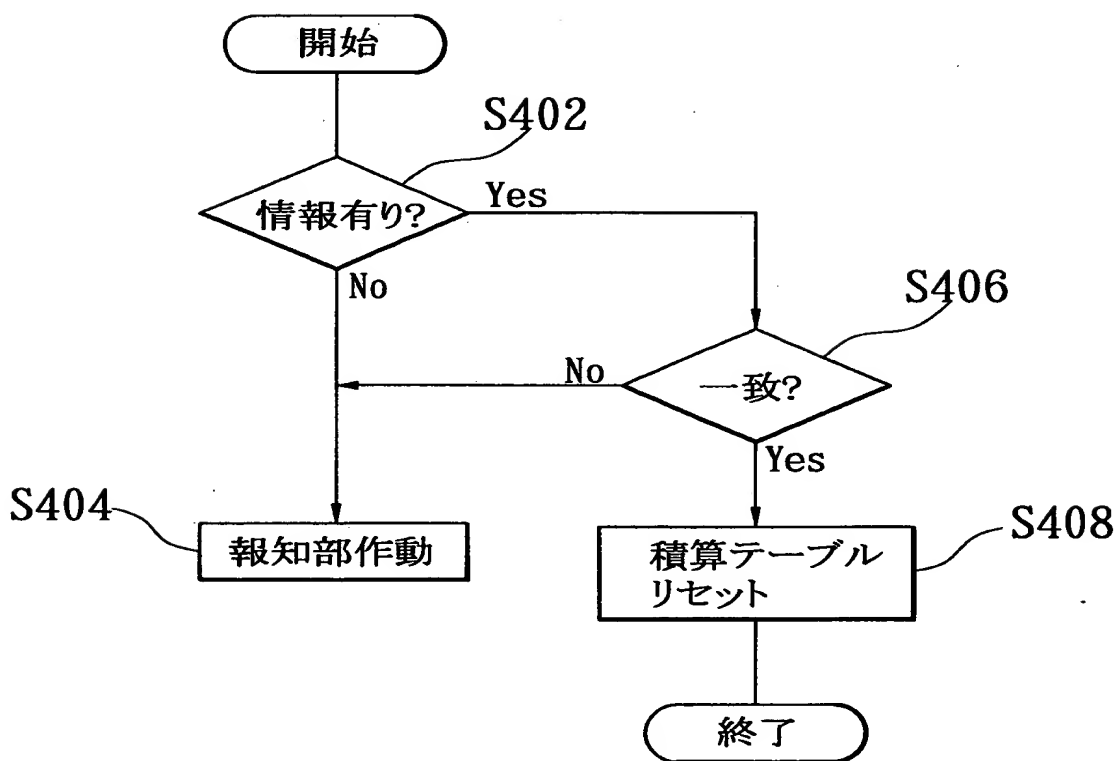 開始
S402
情報有り?
Yes
No
S406
一致?
No
Yes
S404
報知部作動
S408
積算テーブル
リセット
終了